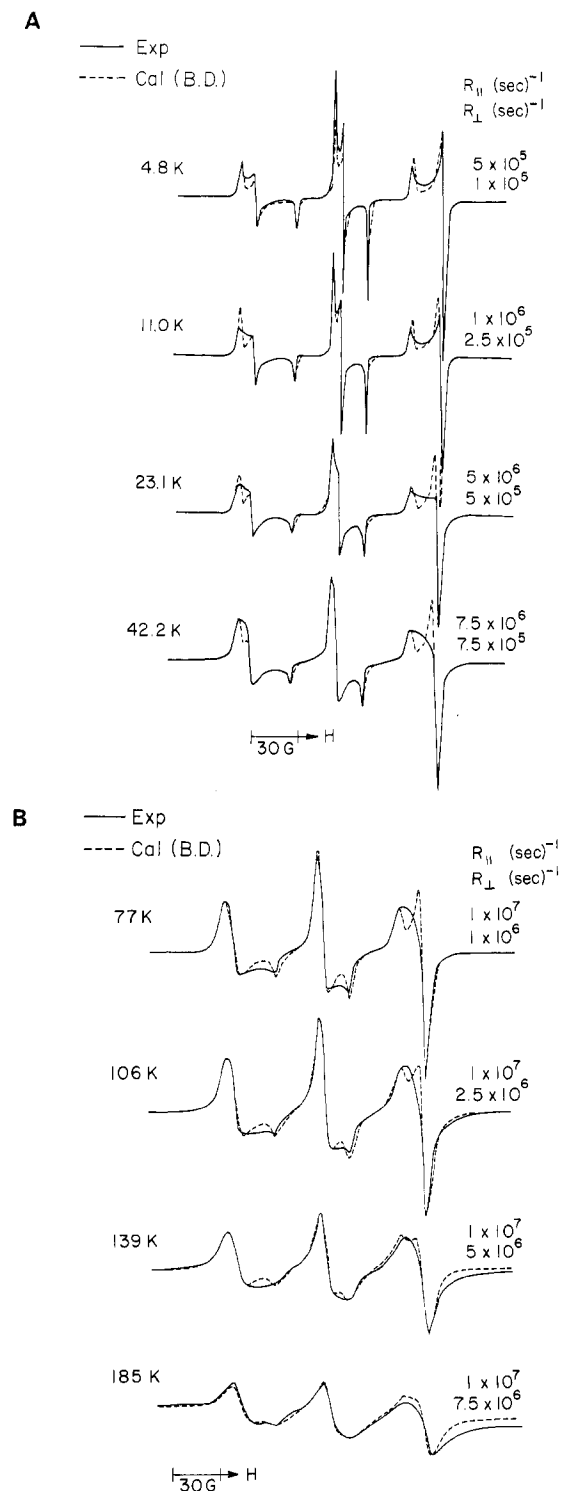 A
Exp
Cal (B.D.)
R|| (sec)⁻¹
R⊥ (sec)⁻¹
4.8 K
5 x 10⁵
1 x 10⁵
11.0 K
1 x 10⁶
2.5 x 10⁵
23.1 K
5 x 10⁶
5 x 10⁵
42.2 K
7.5 x 10⁶
7.5 x 10⁵
30 G
H
B
Exp
Cal (B.D.)
R|| (sec)⁻¹
R⊥ (sec)⁻¹
77 K
1 x 10⁷
1 x 10⁶
106 K
1 x 10⁷
2.5 x 10⁶
139 K
1 x 10⁷
5 x 10⁶
185 K
1 x 10⁷
7.5 x 10⁶
30 G
H